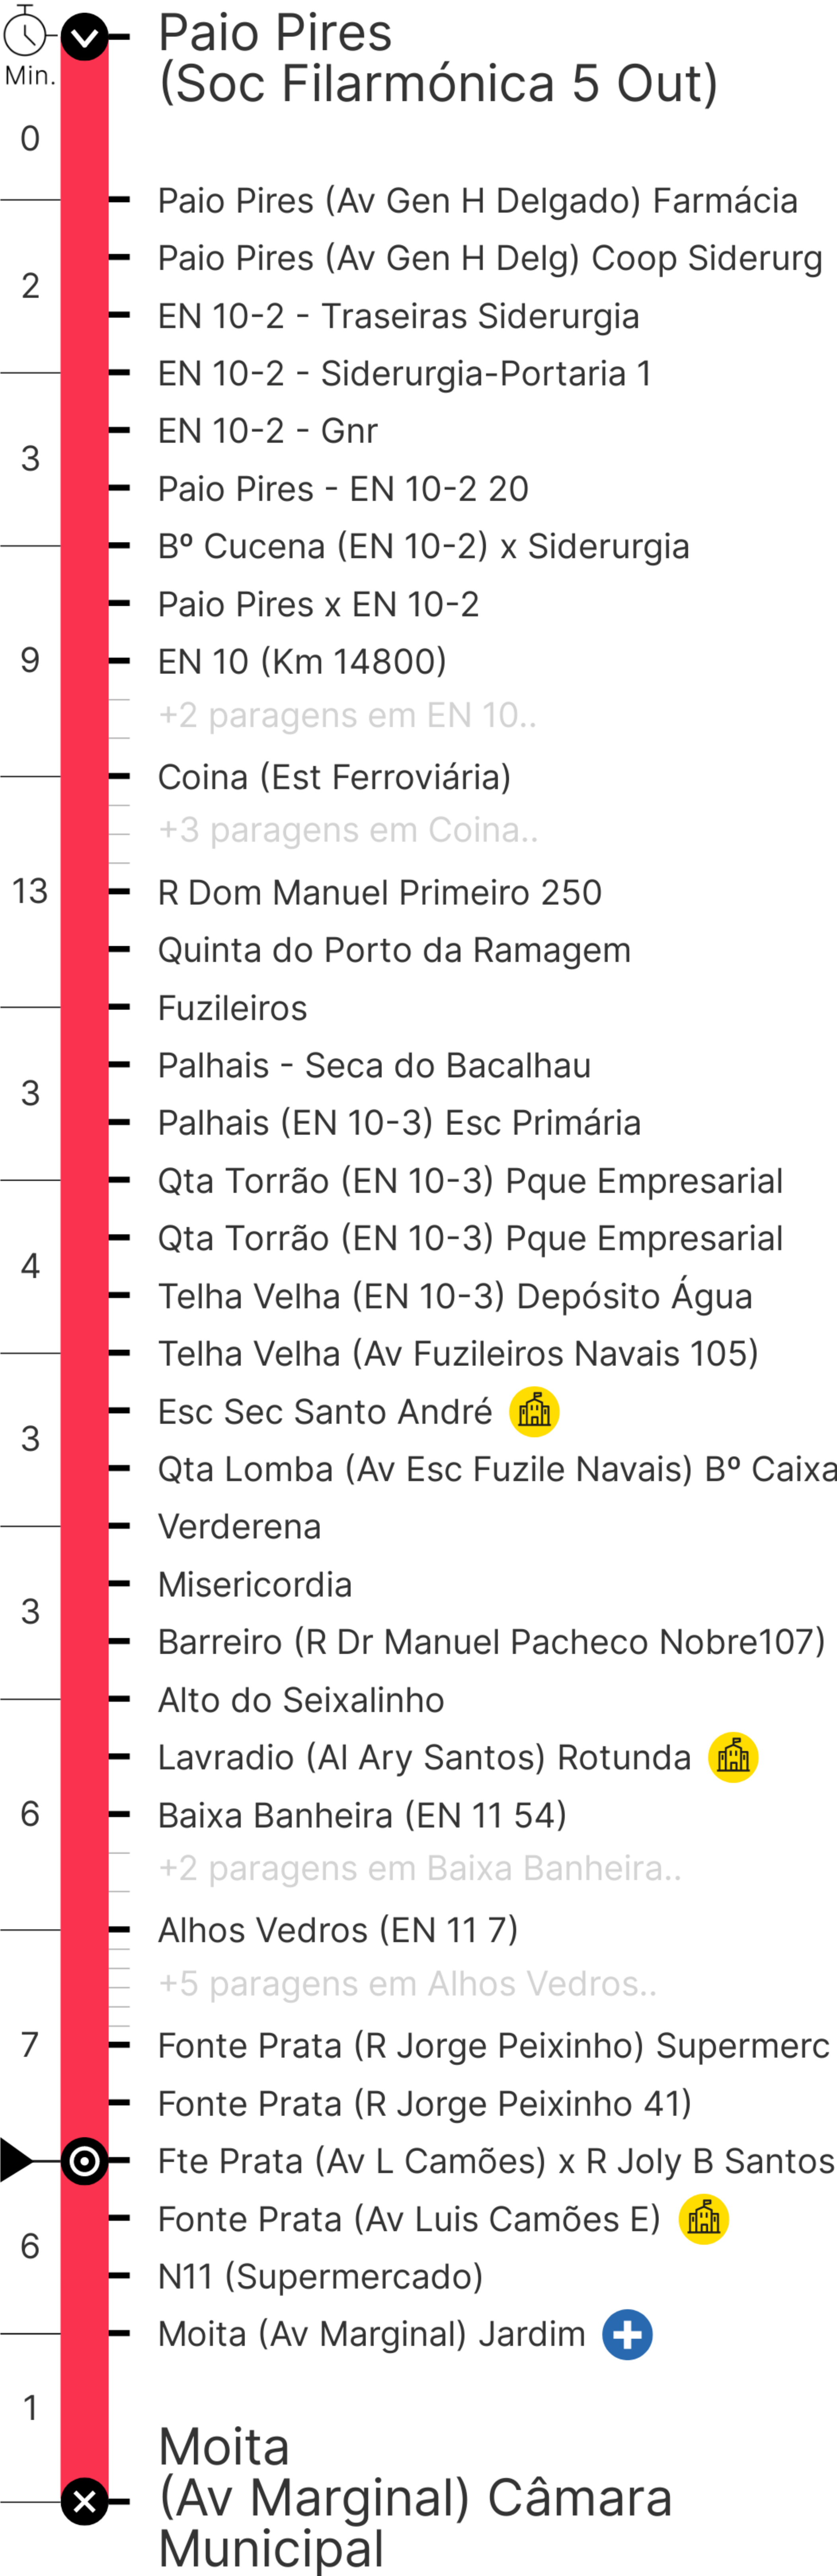 Paio Pires
(Soc Filarmónica 5 Out)
Min.
0
Paio Pires (Av Gen H Delgado) Farmácia
Paio Pires (Av Gen H Delg) Coop Siderurg
2
EN 10-2 - Traseiras Siderurgia
EN 10-2 - Siderurgia-Portaria 1
EN 10-2 - Gnr
3
Paio Pires - EN 10-2 20
Bº Cucena (EN 10-2) x Siderurgia
Paio Pires x EN 10-2
9
EN 10 (Km 14800)
+2 paragens em EN 10..
Coina (Est Ferroviária)
+3 paragens em Coina..
13
R Dom Manuel Primeiro 250
Quinta do Porto da Ramagem
Fuzileiros
Palhais - Seca do Bacalhau
3
Palhais (EN 10-3) Esc Primária
Qta Torrão (EN 10-3) Pque Empresarial
Qta Torrão (EN 10-3) Pque Empresarial
4
Telha Velha (EN 10-3) Depósito Água
Telha Velha (Av Fuzileiros Navais 105)
Esc Sec Santo André
3
Qta Lomba (Av Esc Fuzile Navais) Bº Caixa
Verderena
Misericordia
3
Barreiro (R Dr Manuel Pacheco Nobre107)
Alto do Seixalinho
Lavradio (Al Ary Santos) Rotunda
6
Baixa Banheira (EN 11 54)
+2 paragens em Baixa Banheira..
Alhos Vedros (EN 11 7)
+5 paragens em Alhos Vedros..
7
Fonte Prata (R Jorge Peixinho) Supermerc
Fonte Prata (R Jorge Peixinho 41)
Fte Prata (Av L Camões) x R Joly B Santos
Fonte Prata (Av Luis Camões E)
6
N11 (Supermercado)
Moita (Av Marginal) Jardim
1
Moita
(Av Marginal) Câmara
Municipal